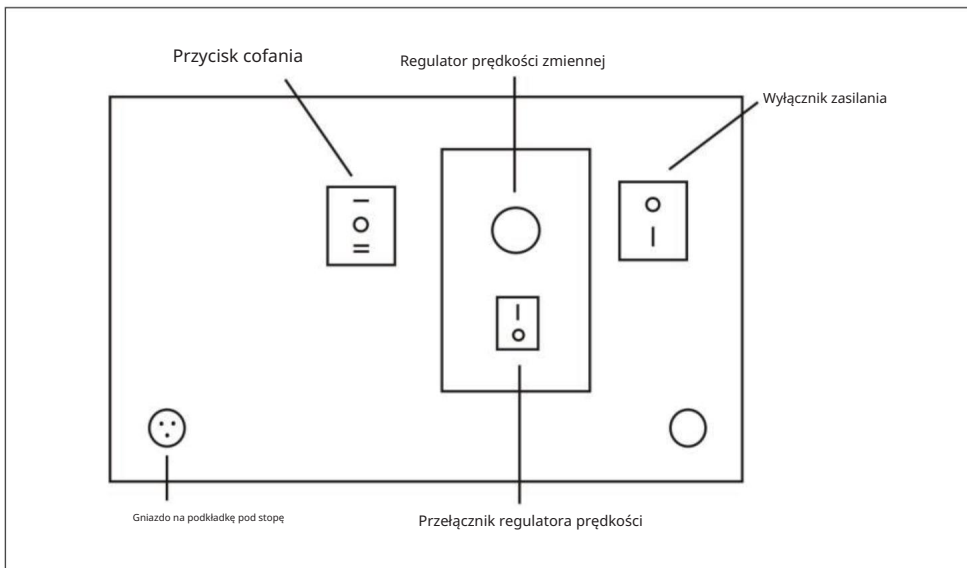 Przycisk cofania
Regulator prędkości zmiennej
Wyłącznik zasilania
Gniazdo na podkładkę pod stopę
Przełącznik regulatora prędkości